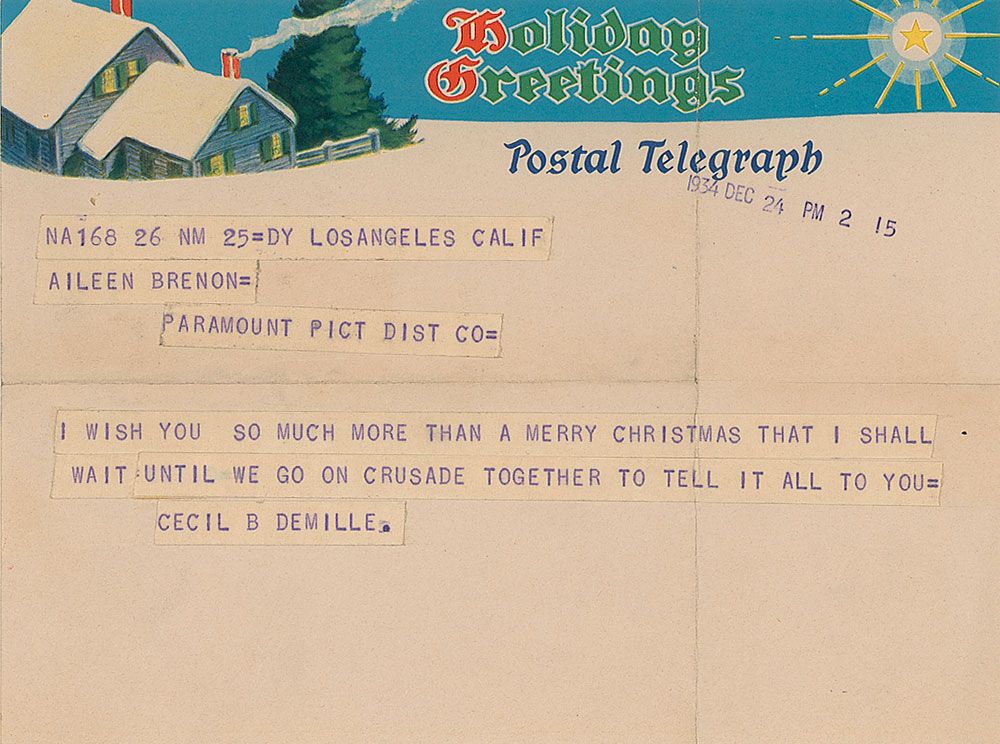 Holiday
Greetings
Postal Telegraph
1934 DEC 24 PM 2 15
NA168 26 NM 25=DY LOSANGELES CALIF
AILEEN BRENON=
PARAMOUNT PICT DIST CO=
I WISH YOU SO MUCH MORE THAN A MERRY CHRISTMAS THAT I SHALL
WAIT UNTIL WE GO ON CRUSADE TOGETHER TO TELL IT ALL TO YOU=
CECIL B DEMILLE.